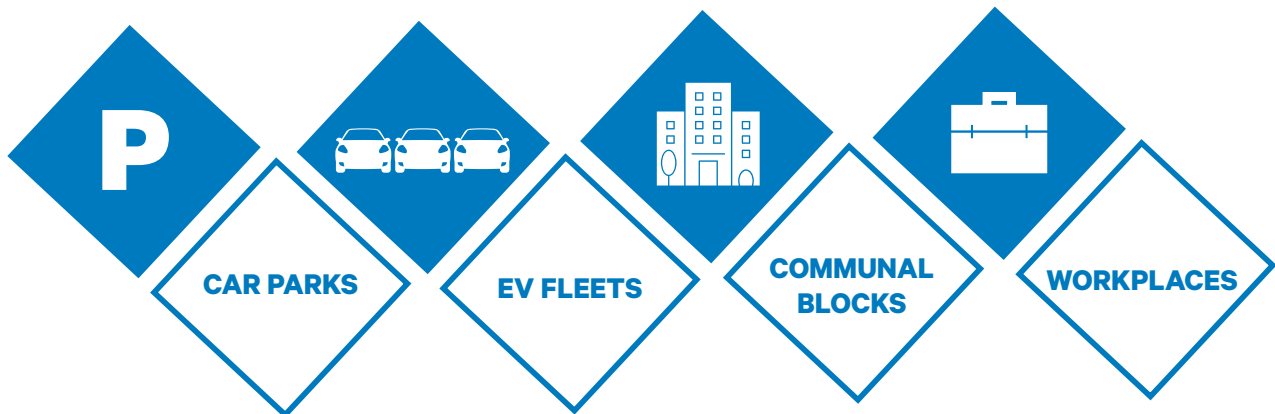 P
CAR PARKS
EV FLEETS
COMMUNAL
BLOCKS
WORKPLACES